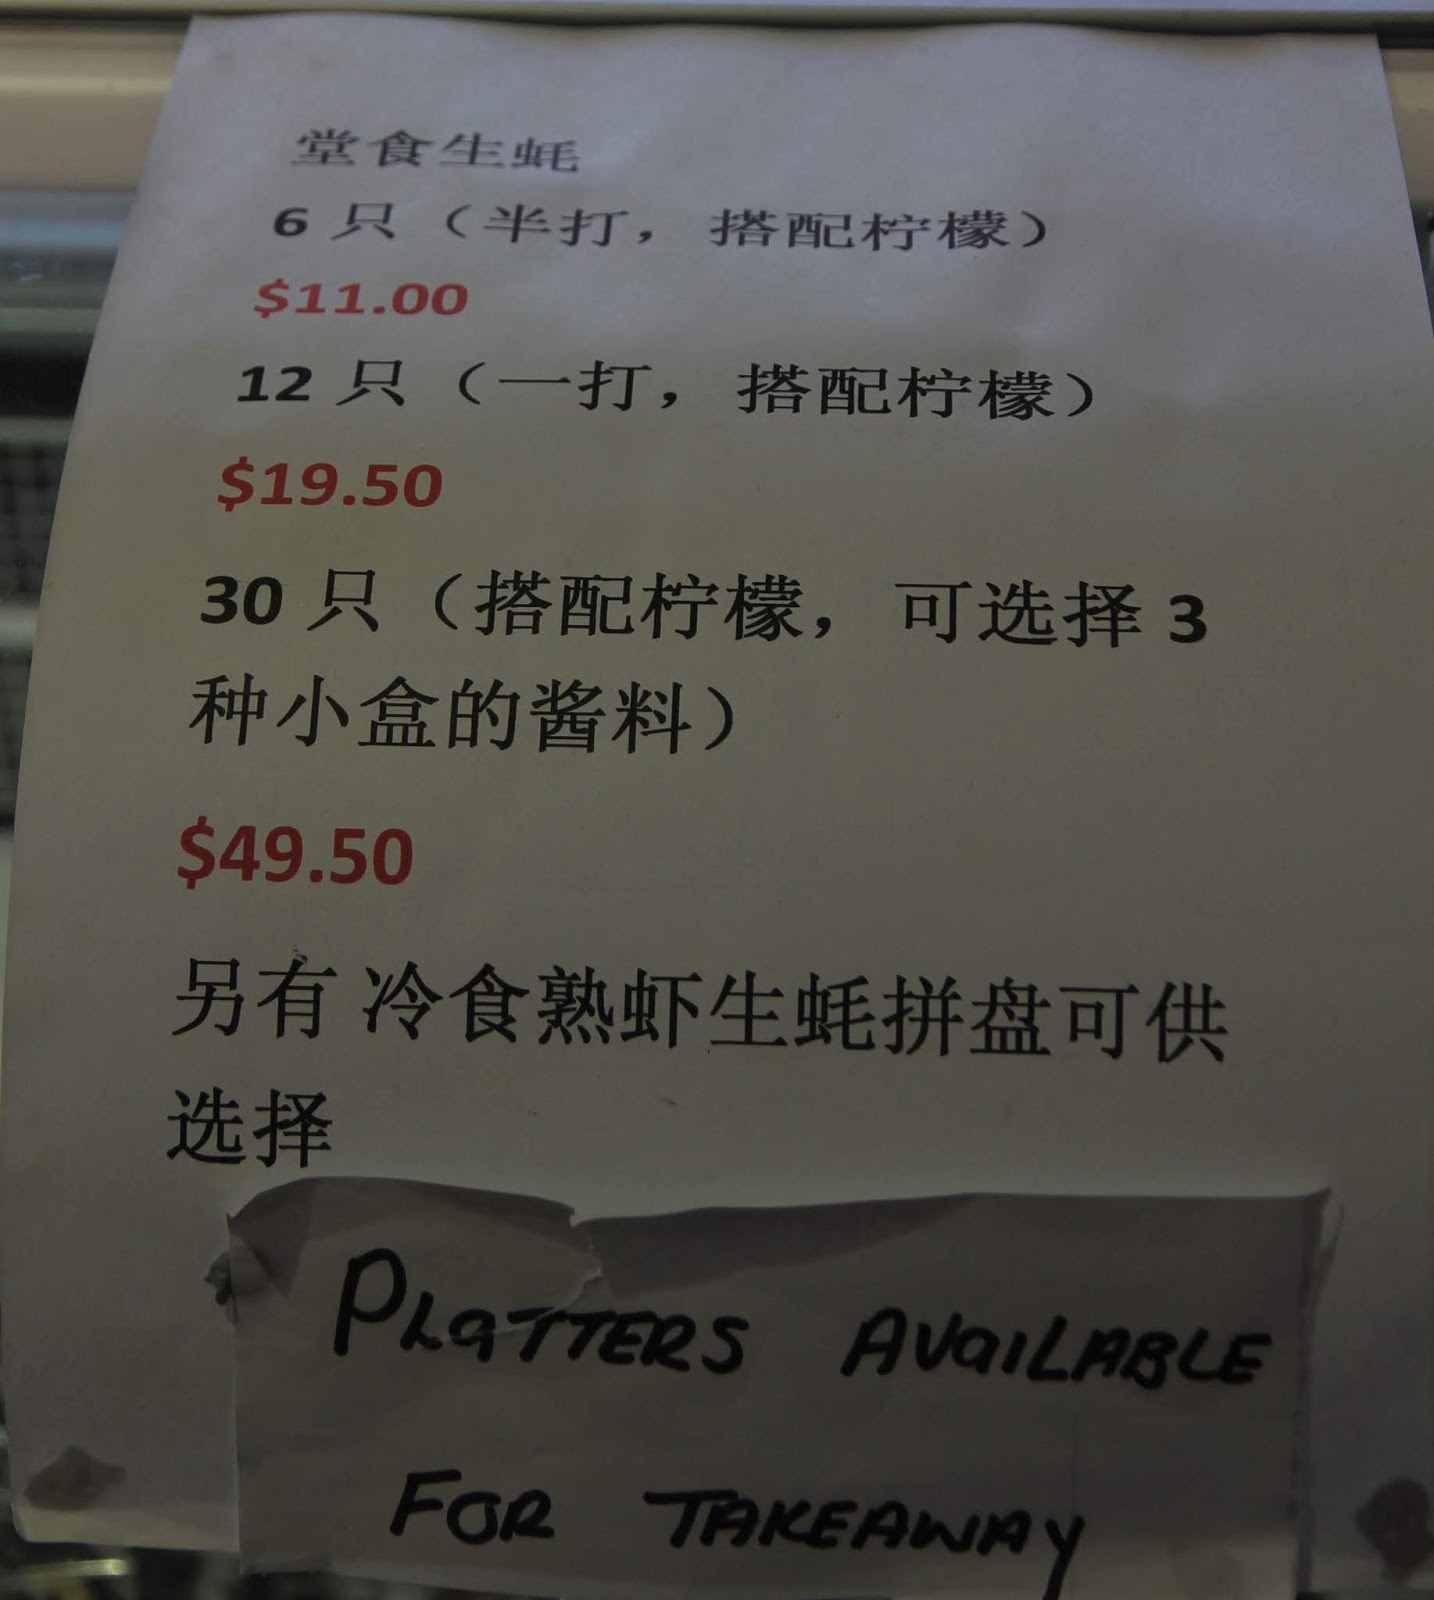 堂食生蚝
6 只（半打，搭配柠檬）
$11.00
12 只（一打，搭配柠檬）
$19.50
30 只（搭配柠檬，可选择 3
种小盒的酱料）
$49.50
另有 冷食熟虾生蚝拼盘可供
选择
PLaTTERS AVaILABLE
FOR TAKEAWAY